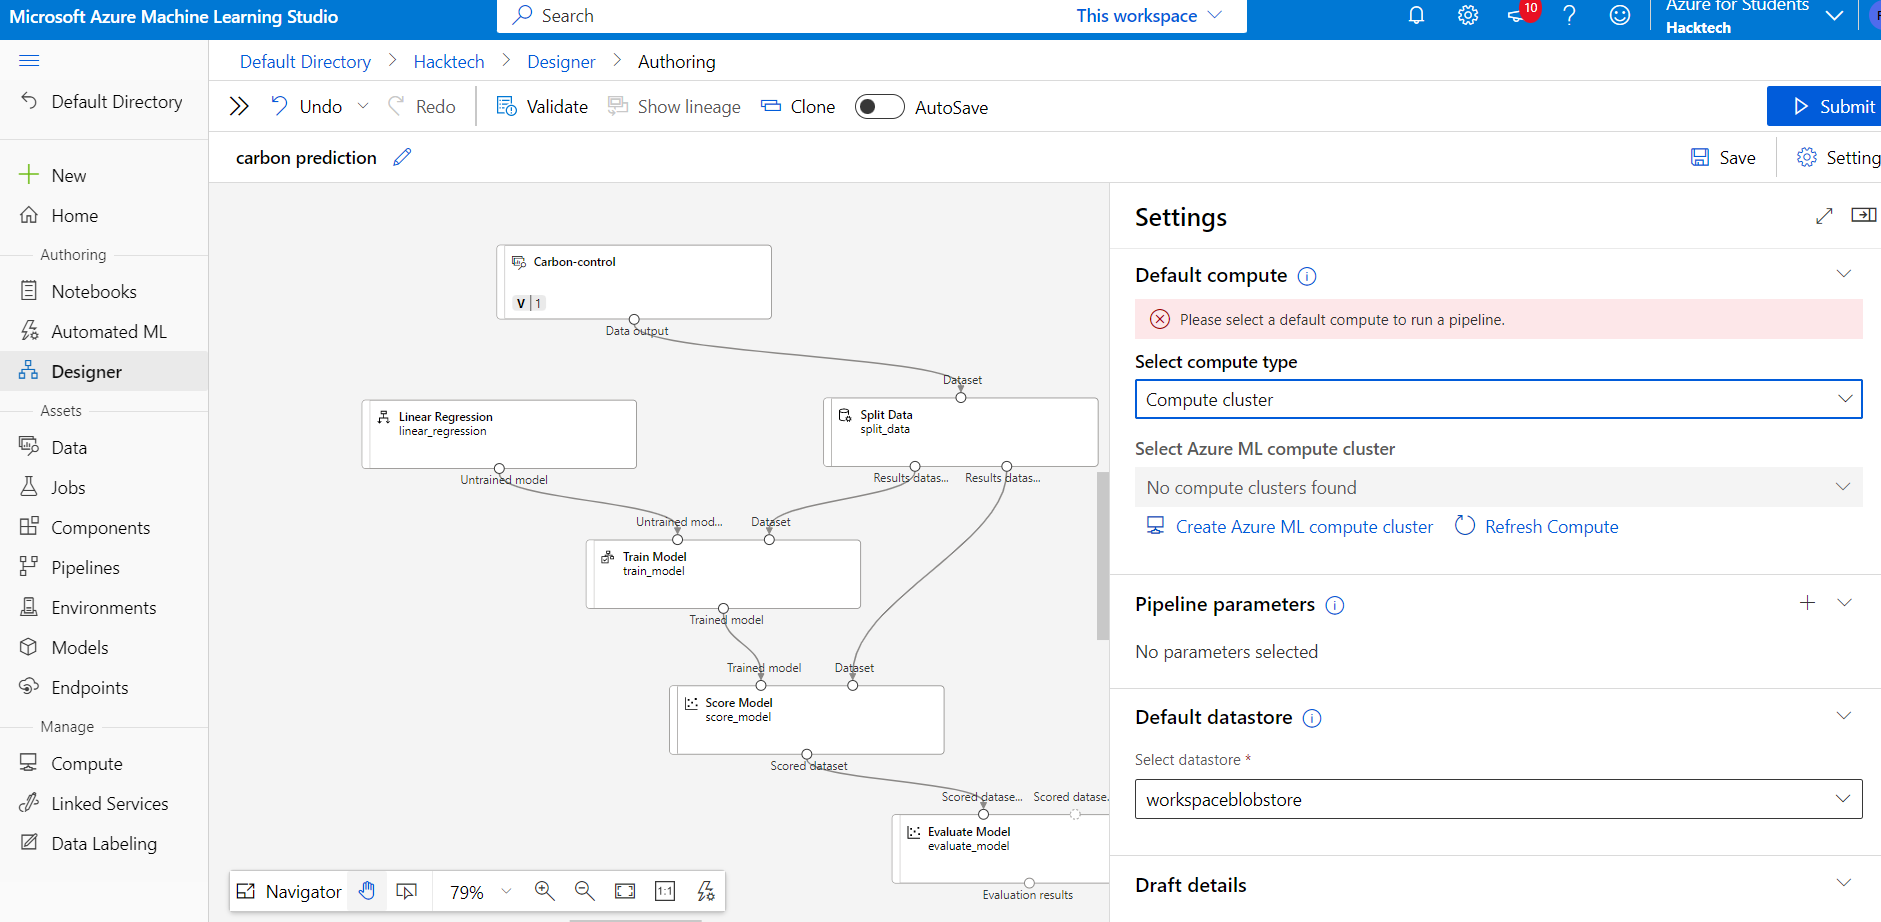 Microsoft Azure Machine Learning Studio
Search
This workspace
10
Azure for Students
Hacktech
Default Directory
New
Home
Authoring
Notebooks
Automated ML
Designer
Assets
Data
Jobs
Components
Pipelines
Environments
Models
Endpoints
Manage
Compute
Linked Services
Data Labeling
Default Directory > Hacktech > Designer > Authoring
Undo
Redo
Validate
Show lineage
Clone
AutoSave
Submit
carbon prediction
Save
Setting
Carbon-control
V 1
Data output
Dataset
Linear Regression
linear_regression
Untrained model
Split Data
split_data
Results datas...
Results datas...
Untrained mod...
Dataset
Train Model
train_model
Trained model
Trained model
Dataset
Score Model
score_model
Scored dataset
Scored datase...
Scored datase.
Evaluate Model
evaluate_model
Evaluation results
Navigator
79%
1:1
Settings
Default compute
Please select a default compute to run a pipeline.
Select compute type
Compute cluster
Select Azure ML compute cluster
No compute clusters found
Create Azure ML compute cluster
Refresh Compute
Pipeline parameters
No parameters selected
Default datastore
Select datastore *
workspaceblobstore
Draft details